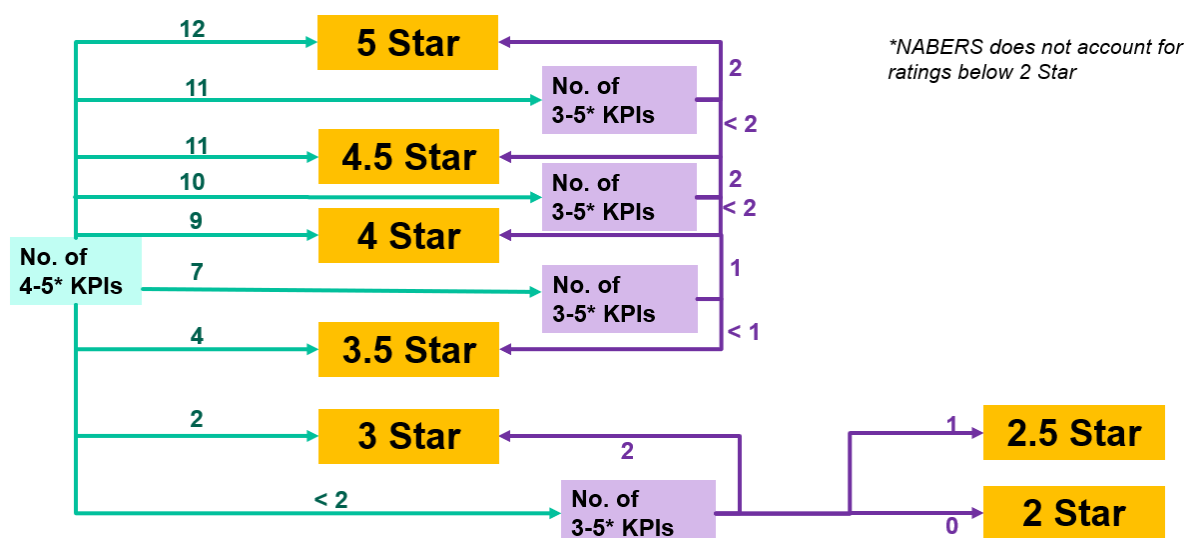 12
5 Star
*NABERS does not account for
ratings below 2 Star
2
11
No. of
3-5* KPIs
< 2
11
4.5 Star
10
No. of
3-5* KPIs
2
< 2
9
4 Star
No. of
4-5* KPIs
7
No. of
3-5* KPIs
1
< 1
4
3.5 Star
2
3 Star
2
1
2.5 Star
< 2
No. of
3-5* KPIs
0
2 Star